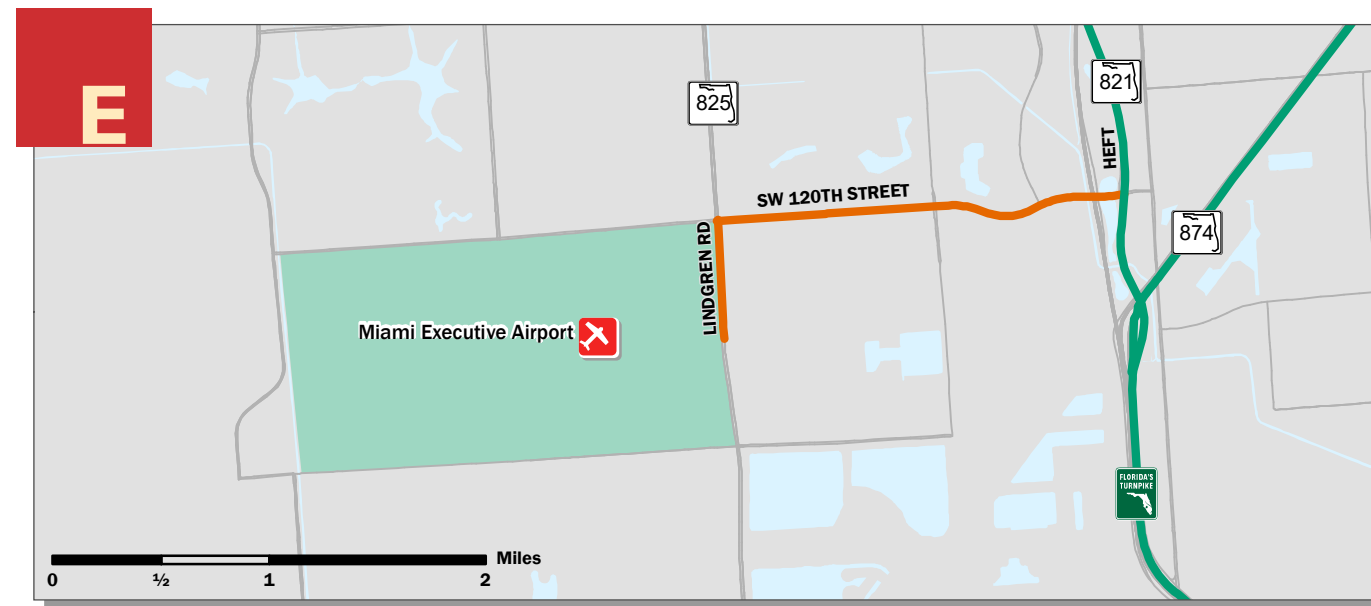 E
825
821
HEFT
SW 120TH STREET
874
LINDGREN RD
Miami Executive Airport
FLORIDA'S
TURNPIKE
Miles
0 ½ 1 2